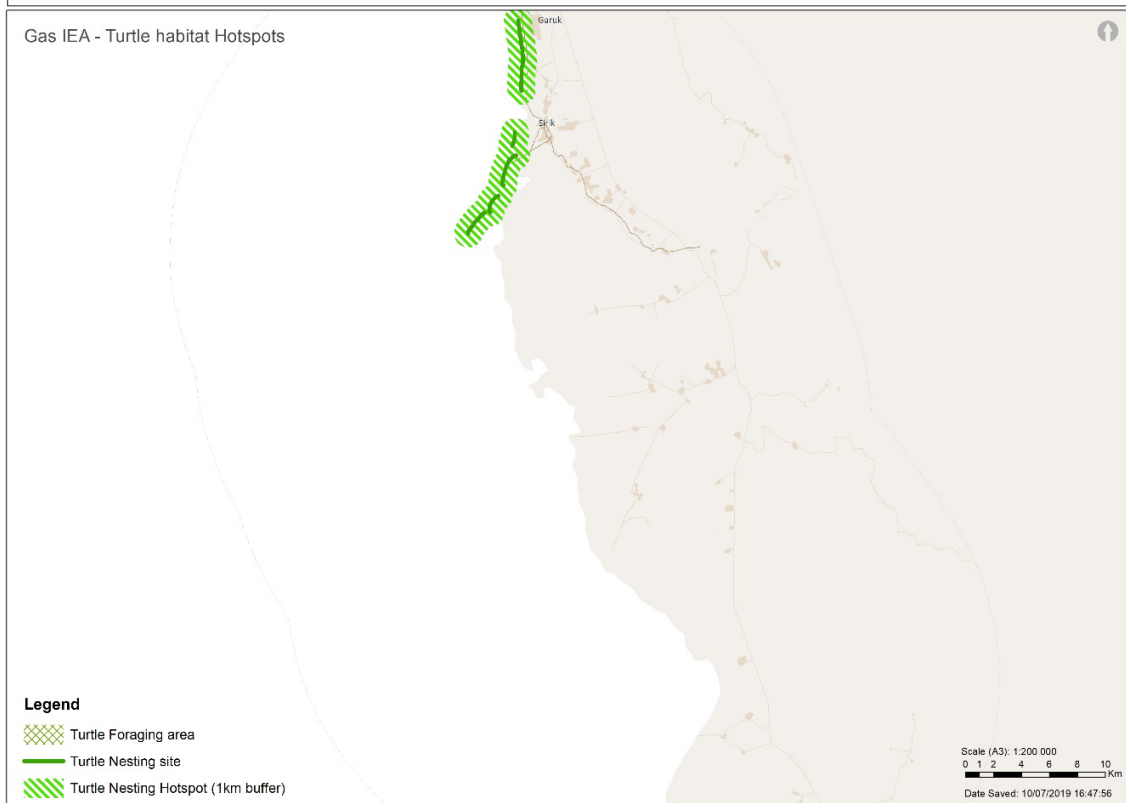 Gas IEA - Turtle habitat Hotspots
Garuk
Sirik
Legend
Turtle Foraging area
Turtle Nesting site
Turtle Nesting Hotspot (1km buffer)
Scale (A3): 1:200 000
0 1 2 4 6 8 10
Km
Date Saved: 10/07/2019 16:47:56